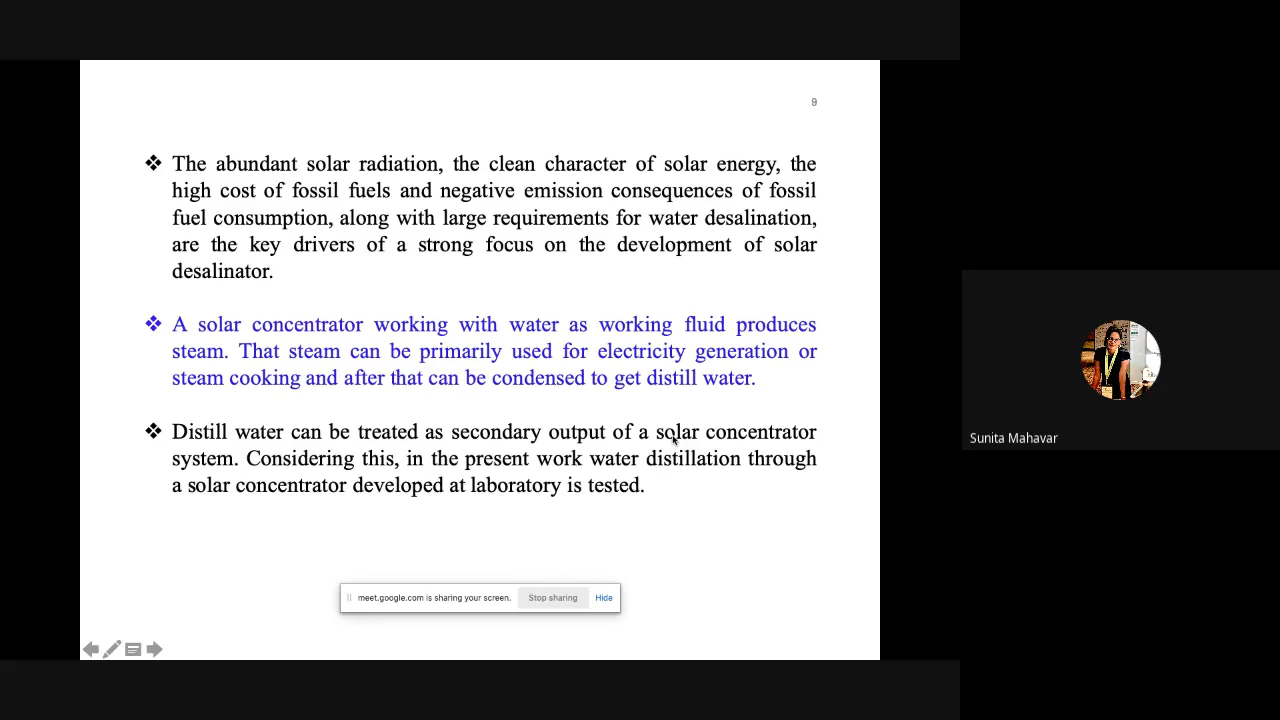 9
❖ The abundant solar radiation, the clean character of solar energy, the
high cost of fossil fuels and negative emission consequences of fossil
fuel consumption, along with large requirements for water desalination,
are the key drivers of a strong focus on the development of solar
desalinator.
❖ A solar concentrator working with water as working fluid produces
steam. That steam can be primarily used for electricity generation or
steam cooking and after that can be condensed to get distill water.
❖ Distill water can be treated as secondary output of a solar concentrator
system. Considering this, in the present work water distillation through
a solar concentrator developed at laboratory is tested.
meet.google.com is sharing your screen. Stop sharing Hide
Sunita Mahavar